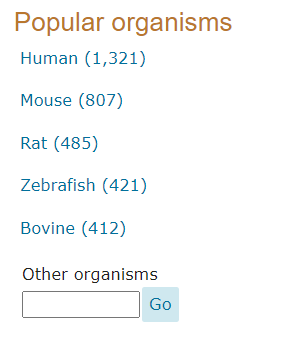 Popular organisms
Human (1,321)
Mouse (807)
Rat (485)
Zebrafish (421)
Bovine (412)
Other organisms
Go